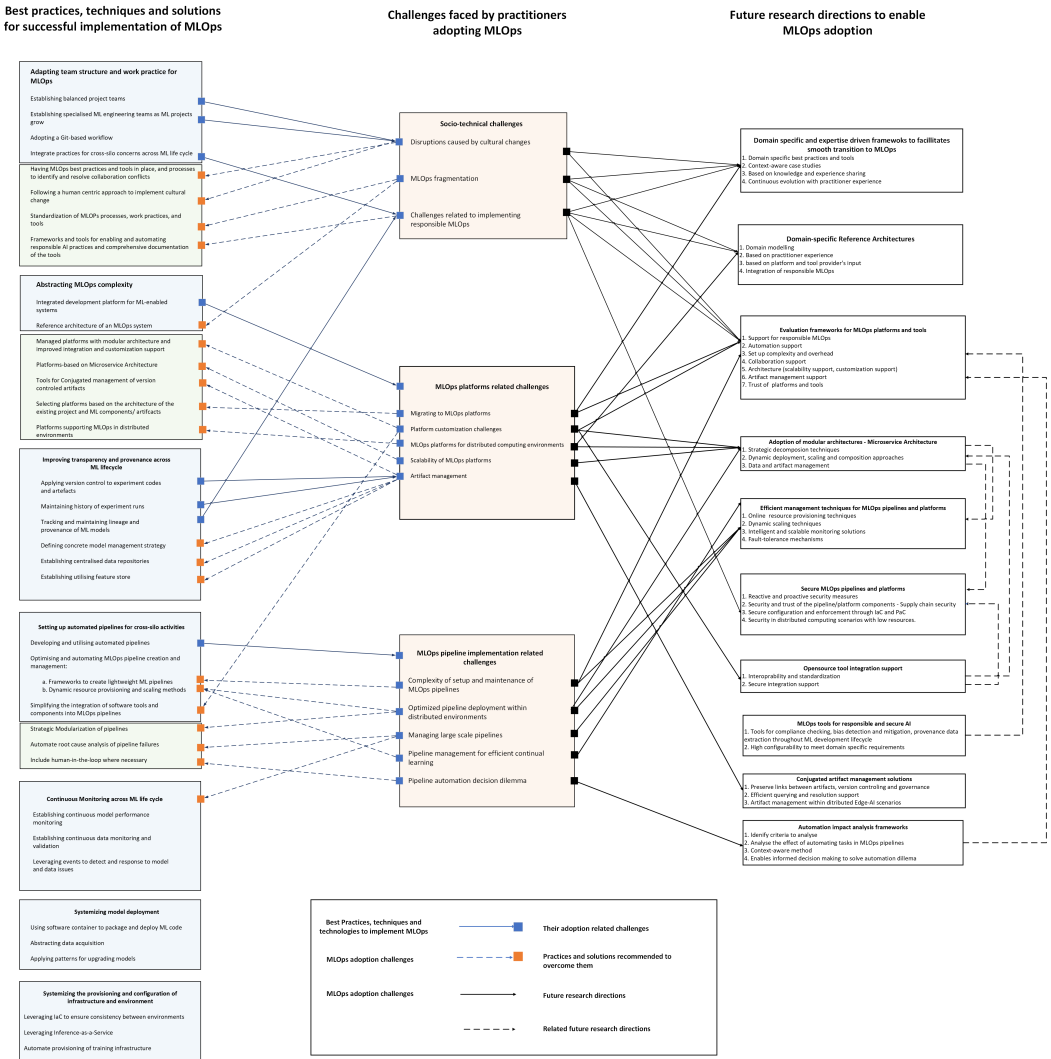 Best practices, techniques and solutions
for successful implementation of MLOps
Adapting team structure and work practice for
MLOps
Establishing balanced project teams
Establishing specialised ML engineering teams as ML projects
grow
Adopting a Git-based workflow
Integrate practices for cross-silo concerns across ML life cycle
Having MLOps best practices and tools in place, and processes
to identify and resolve collaboration conflicts
Following a human centric approach to implement cultural
change
Standardization of MLOPs processes, work practices, and
tools
Frameworks and tools for enabling and automating
responsible AI practices and comprehensive documentation
of the tools
Abstracting MLOps complexity
Integrated development platform for ML-enabled
systems
Reference architecture of an MLOps system
Managed platforms with modular architecture and
improved integration and customization support
Platforms-based on Microservice Architecture
Tools for Conjugated management of version
controled artifacts
Selecting platforms based on the architecture of the
existing project and ML components/ artifcacts
Platforms supporting MLOps in distributed
environments
Improving transparency and provenance across
ML lifecycle
Applying version control to experiment codes
and artefacts
Maintaining history of experiment runs
Tracking and maintaining lineage and
provenance of ML models
Defining concrete model management strategy
Establishing centralised data repositories
Establishing utilising feature store
Setting up automated pipelines for cross-silo activities
Developing and utilising automated pipelines
Optimising and automating MLOps pipeline creation and
management:
a. Frameworks to create lightweight ML pipelines
b. Dynamic resource provisioning and scaling methods
Simplifying the integration of software tools and
components into MLOps pipelines
Strategic Modularization of pipelines
Automate root cause analysis of pipeline failures
Include human-in-the-loop where necessary
Continuous Monitoring across ML life cycle
Establishing continuous model performance
monitoring
Establishing continuous data monitoring and
validation
Leveraging events to detect and response to model
and data issues
Systemizing model deployment
Using software container to package and deploy ML code
Abstracting data acquisition
Applying patterns for upgrading models
Systemizing the provisioning and configuration of
infrastructure and environment
Leveraging IaC to ensure consistency between environments
Leveraging Inference-as-a-Service
Automate provisioning of training infrastructure
Challenges faced by practitioners
adopting MLOps
Socio-technical challenges
Disruptions caused by cultural changes
MLOps fragmentation
Challenges related to implementing
responsible MLOps
MLOps platforms related challenges
Migrating to MLOps platforms
Platform customization challenges
MLOps platforms for distributed computing environments
Scalability of MLOps platforms
Artifact management
MLOps pipeline implementation related
challenges
Complexity of setup and maintenance of
MLOps pipelines
Optimized pipeline deployment within
distributed environments
Managing large scale pipelines
Pipeline management for efficient continual
learning
Pipeline automation decision dilemma
Future research directions to enable
MLOps adoption
Domain specific and expertise driven frameworks to facillitates
smooth transition to MLOps
1. Domain specific best practices and tools
2. Context-aware case studies
3. Based on knowledge and experience sharing
4. Continuous evolution with practitioner experience
Domain-specific Reference Architectures
1. Domain modelling
2. Based on practitioner experience
3. based on platform and tool provider's input
4. Integration of responsible MLOps
Evaluation frameworks for MLOps platforms and tools
1. Support for responsible MLOps
2. Automation support
3. Set up complexity and overhead
4. Collaboration support
5. Architecture (scalability support, customization support)
6. Artifact management support
7. Trust of platforms and tools
Adoption of modular architectures - Microservice Architecture
1. Strategic decomposition techniques
2. Dynamic deployment, scaling and composition approaches
3. Data and artifact management
Efficient management techniques for MLOps pipelines and platforms
1. Online resource provisioning techniques
2. Dynamic scaling techniques
3. Intelligent and scalable monitoring solutions
4. Fault-tolerance mechanisms
Secure MLOps pipelines and platforms
1. Reactive and proactive security measures
2. Security and trust of the pipeline/platform components - Supply chain security
3. Secure configuration and enforcement through IaC and PaC
4. Security in distributed computing scenarios with low resources.
Opensource tool integration support
1. Interoprability and standardization
2. Secure integration support
MLOps tools for responsible and secure AI
1. Tools for compliance checking, bias detection and mitigation, provenance data
extraction throughout ML development lifecycle
2. High configurability to meet domain specific requirements
Conjugated artifact management solutions
1. Preserve links between artifacts, version controling and governance
2. Efficient querying and resolution support
3. Artifact management within ditributed Edge-AI scenarios
Automation impact analysis frameworks
1. Idenify criteria to analyse
2. Analyse the effect of automating tasks in MLOps pipelines
3. Context-aware method
4. Enables informed decision making to solve automation dillema
Best Practices, techniques and
technologies to implement MLOps
Their adoption related challenges
MLOps adoption challenges
Practices and solutions recommended to
overcome them
MLOps adoption challenges
Future research directions
Related future research directions